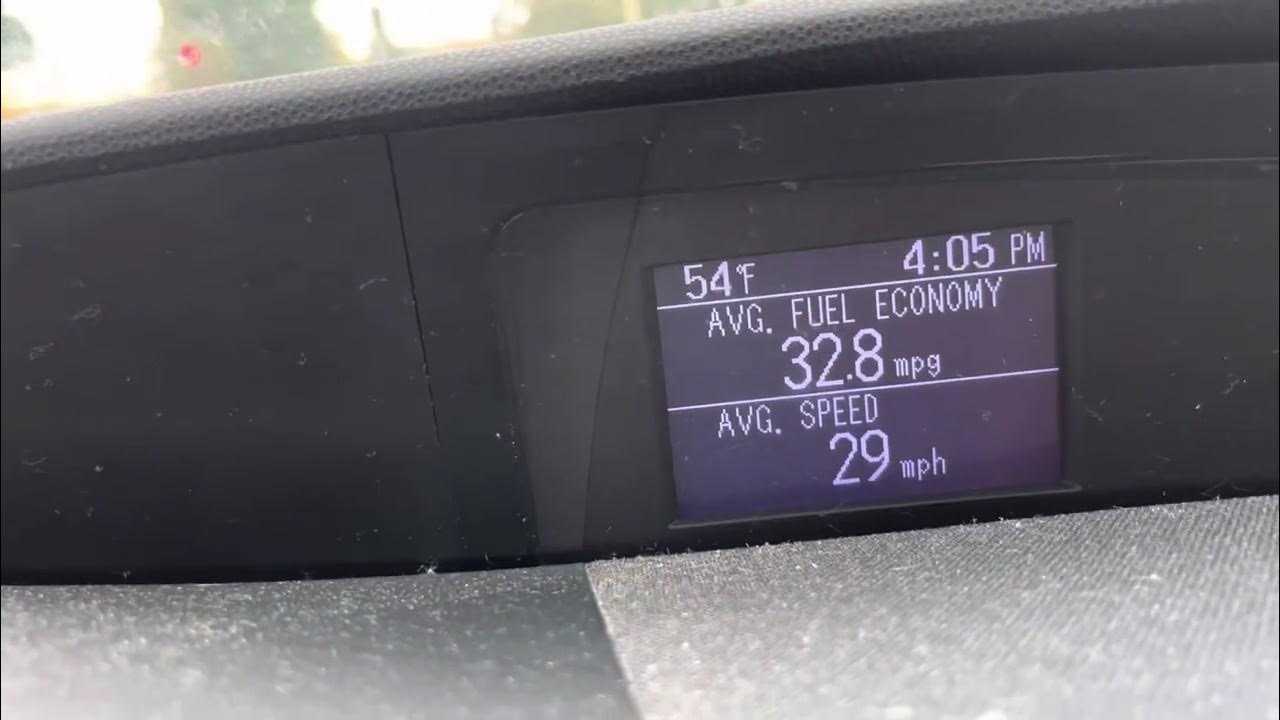 54°F 4:05 PM
AVG. FUEL ECONOMY
32.8 mpg
AVG. SPEED
29 mph